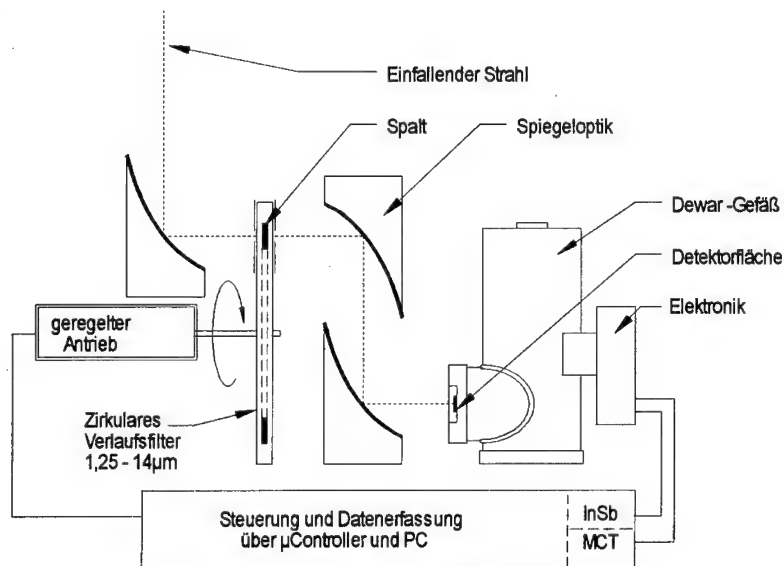 Einfallender Strahl
Spalt
Spiegeloptik
Dewar -Gefäß
Detektorfläche
Elektronik
geregelter
Antrieb
Zirkulares
Verlaufsfilter
1,25 - 14µm
Steuerung und Datenerfassung
über µController und PC
InSb
MCT